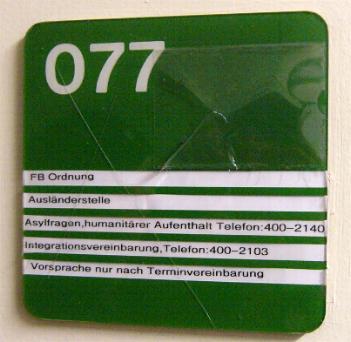 077
FB Ordnung
Ausländerstelle
Asylfragen,humanitärer Aufenthalt Telefon:400-2140
Integrationsvereinbarung,Telefon:400-2103
Vorsprache nur nach Terminvereinbarung